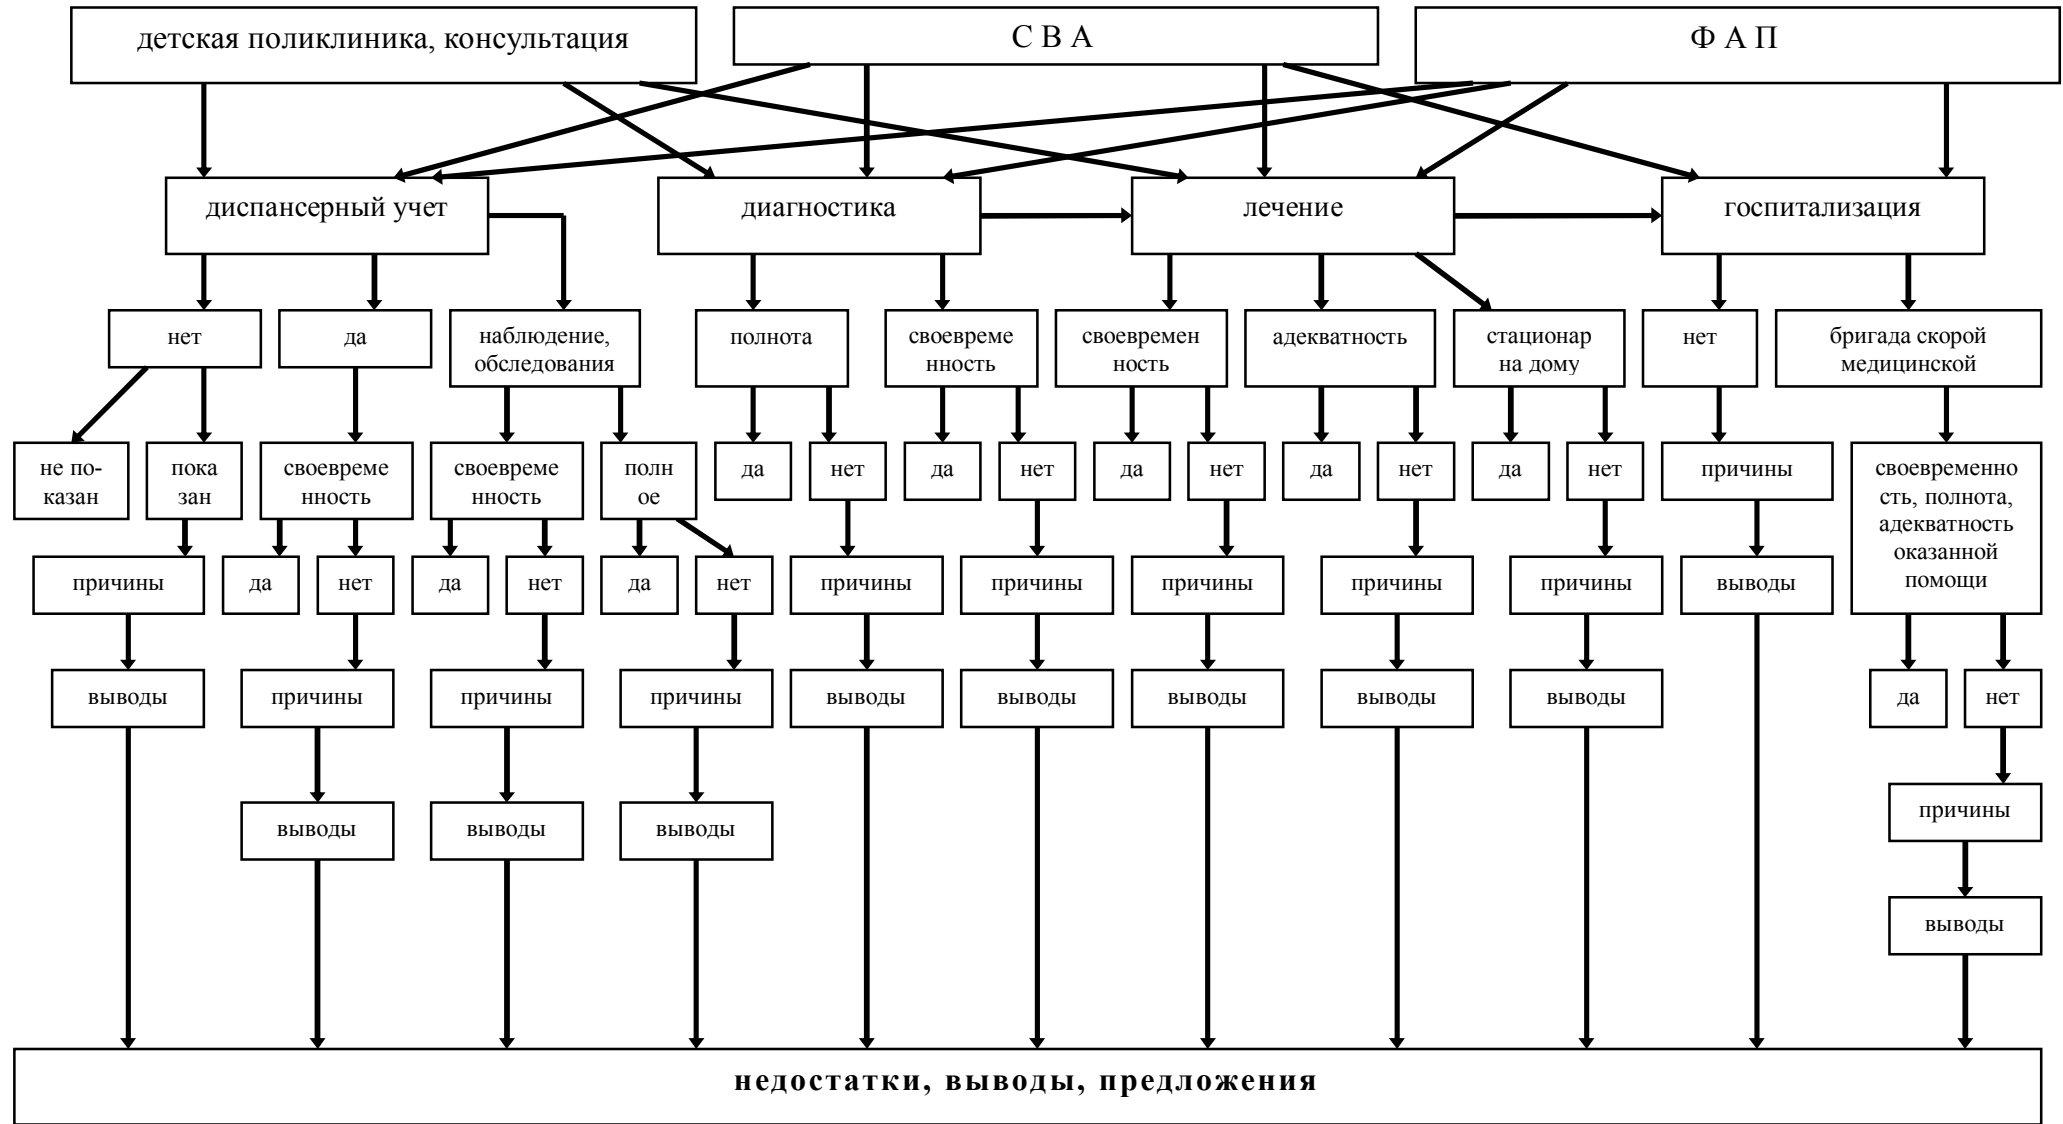 детская поликлиника, консультация
С В А
Ф А П
диспансерный учет
диагностика
лечение
госпитализация
нет
да
наблюдение,
обследования
полнота
своевреме
нность
своевремен
ность
адекватность
стационар
на дому
нет
бригада скорой
медицинской
не по-
казан
пока
зан
своевреме
нность
своевреме
нность
полн
ое
да
нет
да
нет
да
нет
да
нет
да
нет
причины
своевременно
сть, полнота,
адекватность
оказанной
помощи
причины
да
нет
да
нет
да
нет
причины
причины
причины
причины
причины
выводы
выводы
причины
причины
причины
выводы
выводы
выводы
выводы
выводы
да
нет
выводы
выводы
выводы
причины
выводы
недостатки, выводы, предложения